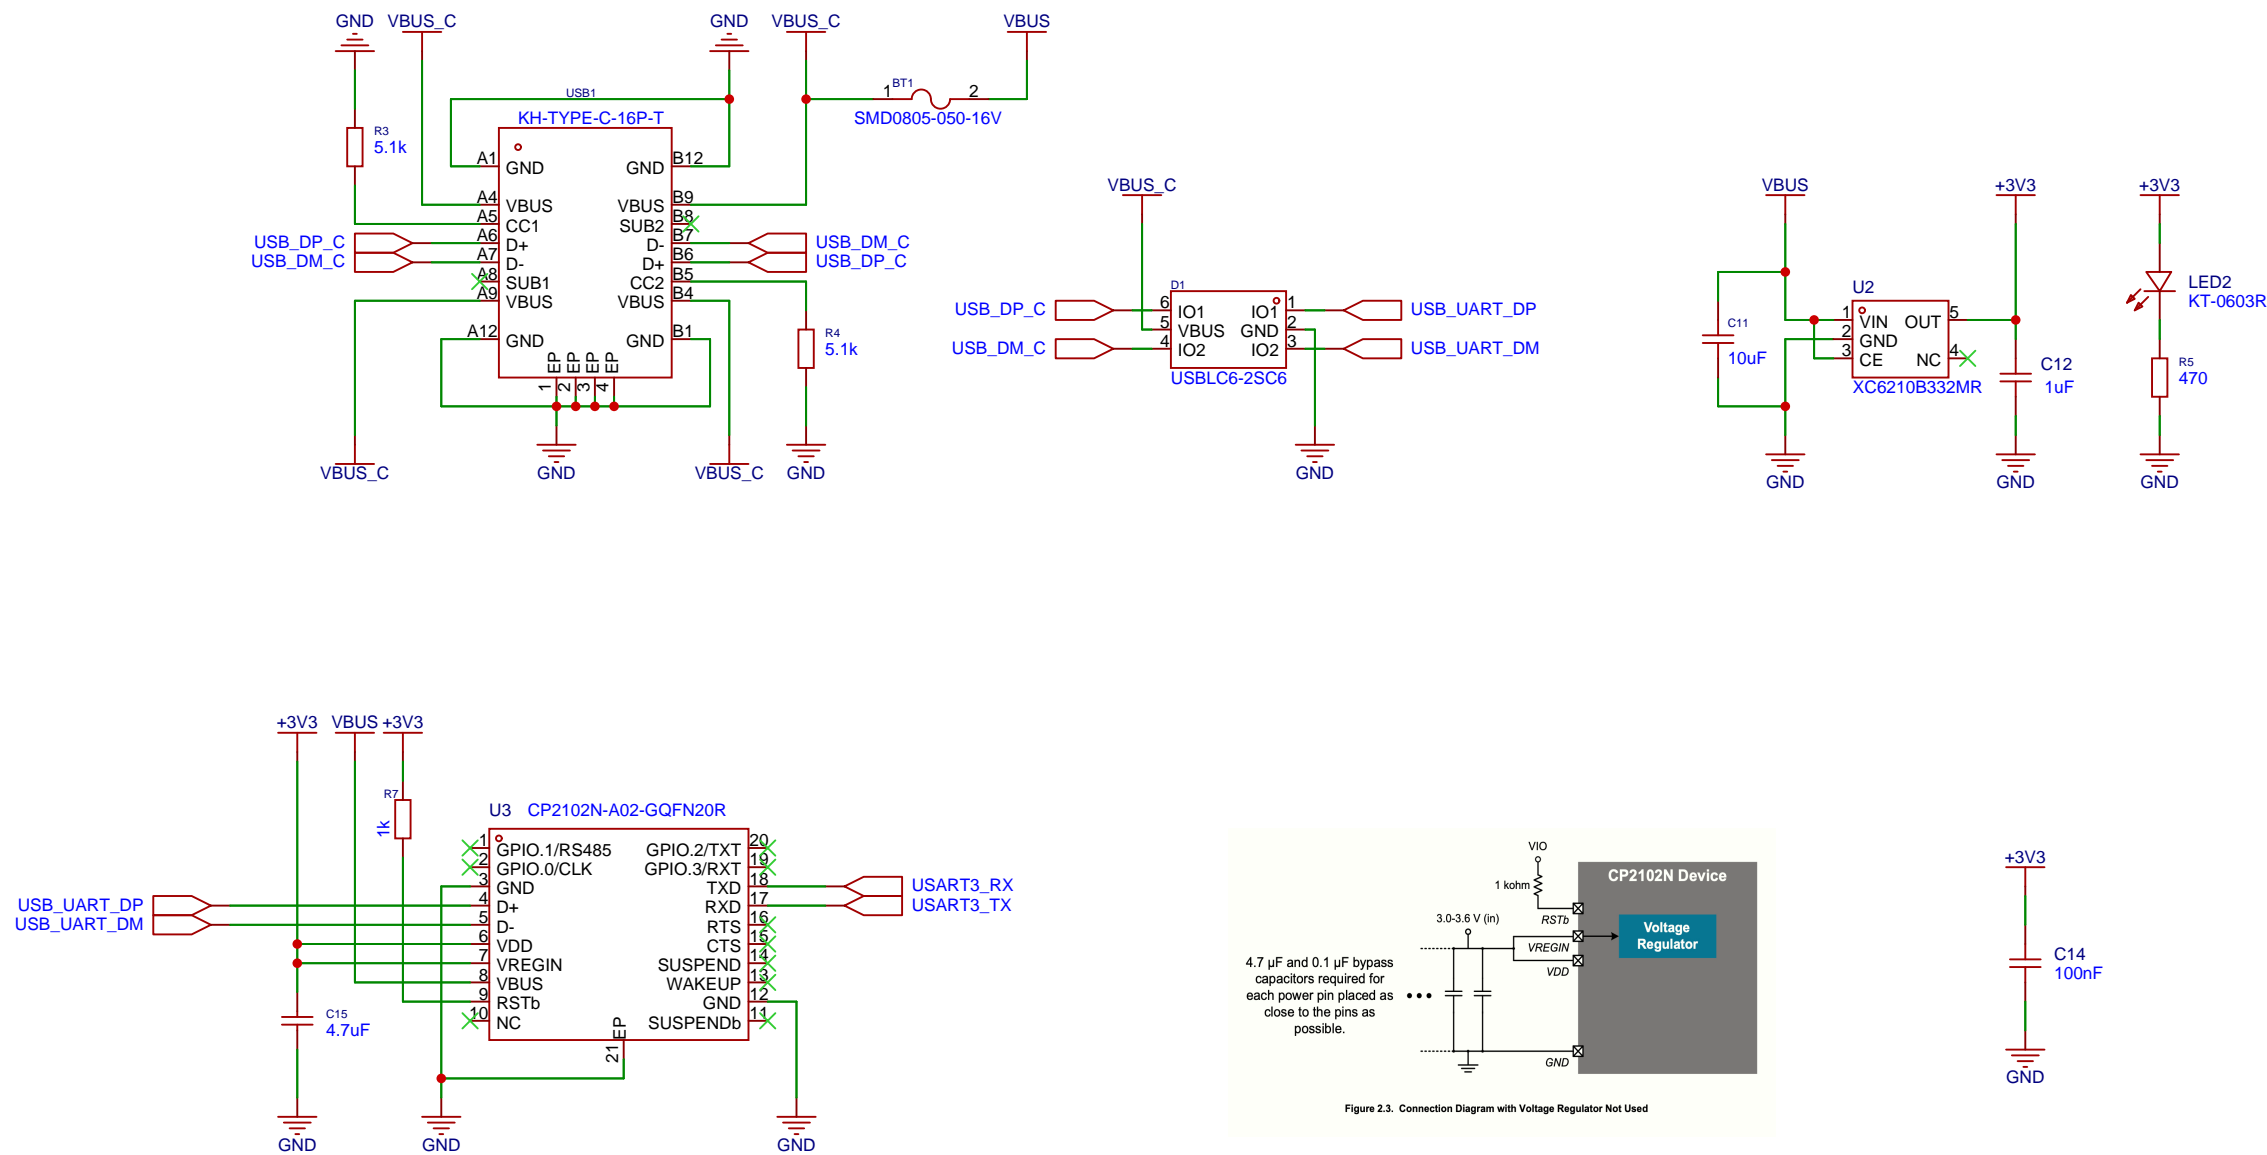 GND
VBUS_C
GND
VBUS_C
VBUS
USB1
BT1
1
2
SMD0805-050-16V
KH-TYPE-C-16P-T
R3
5.1k
A1
GND
GND
B12
A4
VBUS
VBUS
B9
A5
CC1
SUB2
B8
USB_DP_C
A6
D+
D-
B7
USB_DM_C
USB_DM_C
A7
D-
D+
B6
USB_DP_C
A8
SUB1
CC2
B5
A9
VBUS
VBUS
B4
A12
GND
GND
B1
EP
EP
EP
EP
1
2
3
4
R4
5.1k
VBUS_C
GND
VBUS_C
GND
VBUS_C
D1
USB_DP_C
6
IO1
IO1
1
USB_UART_DP
5
VBUS
GND
2
USB_DM_C
4
IO2
IO2
3
USB_UART_DM
USBLC6-2SC6
GND
VBUS
+3V3
+3V3
U2
C11
10uF
1
VIN
OUT
5
2
GND
3
CE
NC
4
XC6210B332MR
C12
1uF
LED2
KT-0603R
R5
470
GND
GND
GND
+3V3
VBUS
+3V3
R7
1k
U3
CP2102N-A02-GQFN20R
1
GPIO.1/RS485
GPIO.2/TXT
20
2
GPIO.0/CLK
GPIO.3/RXT
19
3
GND
TXD
18
USART3_RX
USB_UART_DP
4
D+
RXD
17
USART3_TX
USB_UART_DM
5
D-
RTS
16
6
VDD
CTS
15
7
VREGIN
SUSPEND
14
8
VBUS
WAKEUP
13
9
RSTb
GND
12
10
NC
SUSPENDb
11
EP
21
C15
4.7uF
GND
GND
GND
VIO
1 kohm
RSTb
CP2102N Device
3.0-3.6 V (in)
VREGIN
Voltage
Regulator
VDD
4.7 μF and 0.1 μF bypass
capacitors required for
each power pin placed as
close to the pins as
possible.
GND
Figure 2.3. Connection Diagram with Voltage Regulator Not Used
+3V3
C14
100nF
GND